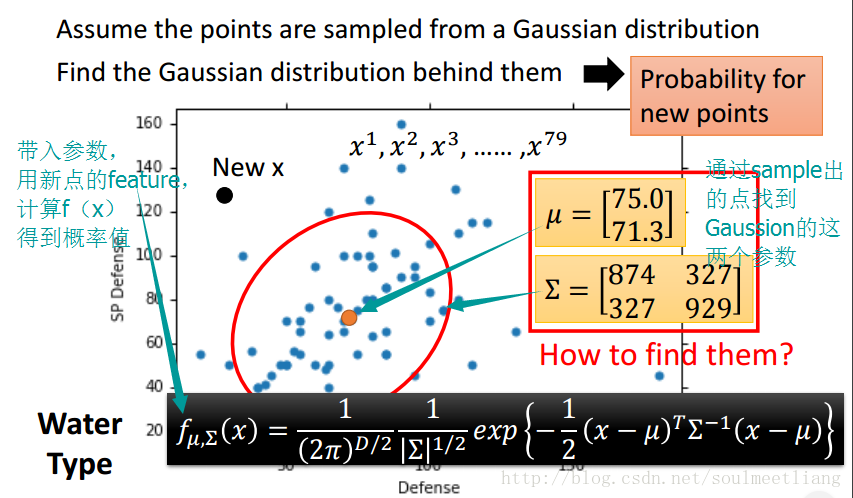 Assume the points are sampled from a Gaussian distribution
Find the Gaussian distribution behind them
Probability for
new points
带入参数，
用新点的feature，
计算f（x）
得到概率值
New x
x¹, x², x³, …… , x⁷⁹
通过sample出
的点找到
Gaussion的这
两个参数
μ = [75.0 71.3]
Σ = [874 327 327 929]
How to find them?
160
140
120
100
80
60
40
20
SP Defense
Water
Type
f_{μ,Σ}(x) = 1/(2π)^{D/2} 1/|Σ|^{1/2} exp{−1/2 (x − μ)^T Σ^{−1} (x − μ)}
50
100
150
Defense
http://blog.csdn.net/soulmeetliang